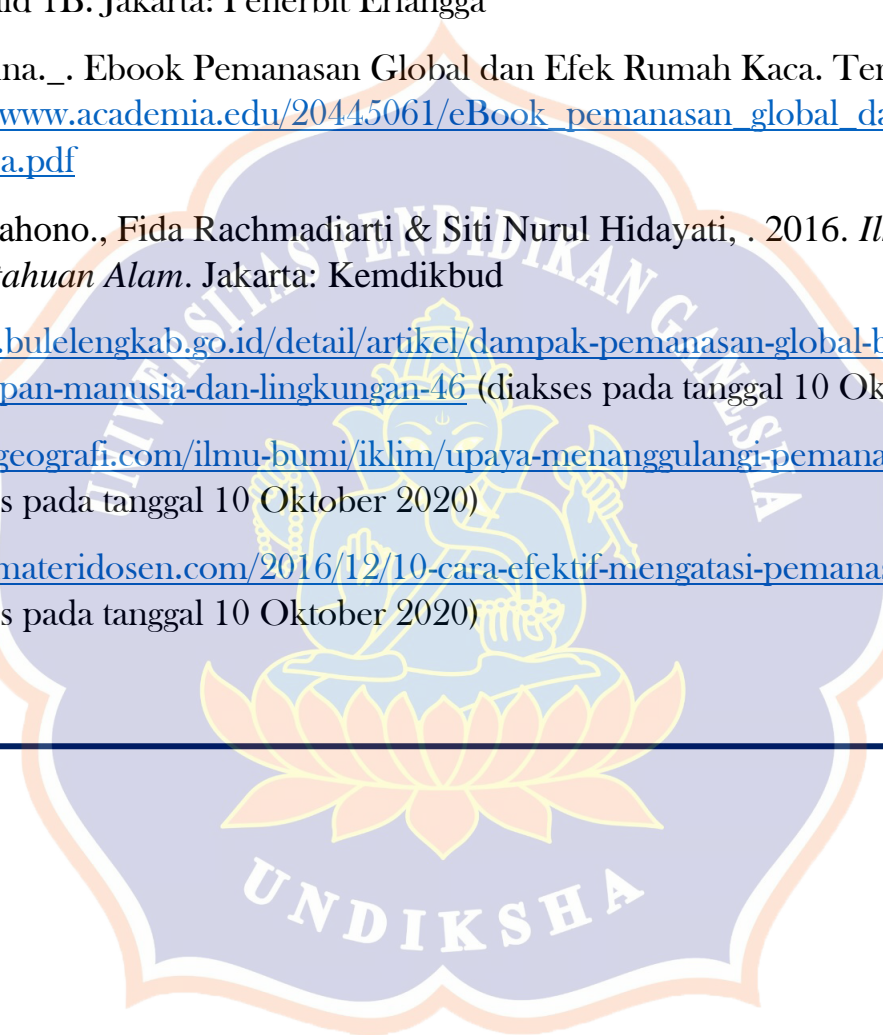 1B. Jakarta: Penerbit Erlangga
na._. Ebook Pemanasan Global dan Efek Rumah Kaca.
www.academia.edu/20445061/eBook_pemanasan_global_da
a.pdf
ahono., Fida Rachmadiarti & Siti Nurul Hidayati, . 2016.
tahuan Alam. Jakarta: Kemdikbud
.bulelengkab.go.id/detail/artikel/dampak-pemanasan-global-b
pan-manusia-dan-lingkungan-46 (diakses pada tanggal 10 Ok
geografi.com/ilmu-bumi/iklim/upaya-menanggulangi-pemana
s pada tanggal 10 Oktober 2020)
materidosen.com/2016/12/10-cara-efektif-mengatasi-pemanas
s pada tanggal 10 Oktober 2020)
UNIVERSITAS PENDIDIKAN GANESHA
UNDIKSHA